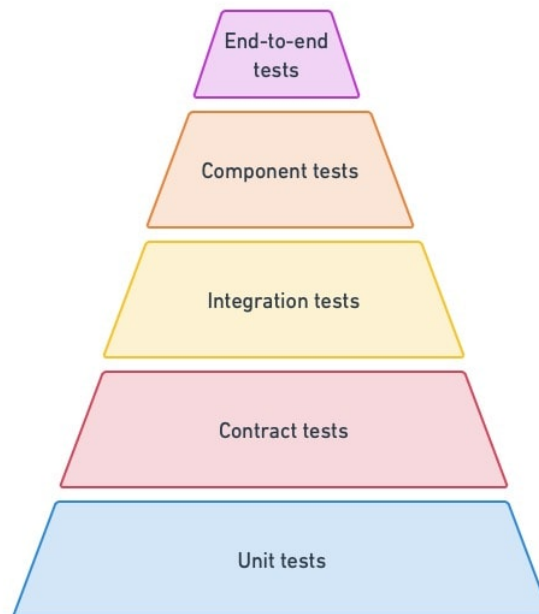 End-to-end
tests
Component tests
Integration tests
Contract tests
Unit tests